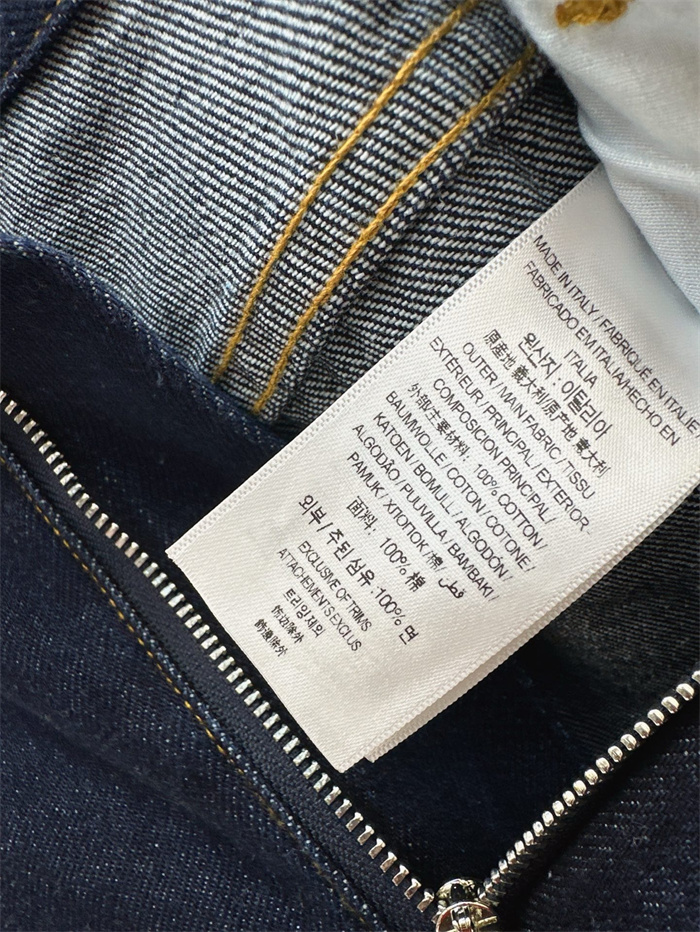 MADE IN ITALY / FABRIQUÉ EN ITALIE
FABRICADO EM ITALIA/HECHO EN
ITALIA
원산지 : 이탈리아
原産地 義大利/原产地 意大利
OUTER / MAIN FABRIC / TISSU
EXTÉRIEUR / PRINCIPAL / EXTERIOR-
COMPOSICION PRINCIPAL/
外部/主要材料: 100% COTTON/
BAUMWOLLE / COTON / COTONE/
KATOEN / BOMULL / ALGODÓN/
ALGODÃO / PUUVILLA / BAMBAKI/
PAMUK/ ХЛОПОК /棉/ قطن
面料: 100% 棉
외부 / 주된섬유 :100% 면
EXCLUSIVE OF TRIMS
ATTACHEMENTS EXCLUS
트리밍제외
饰边除外